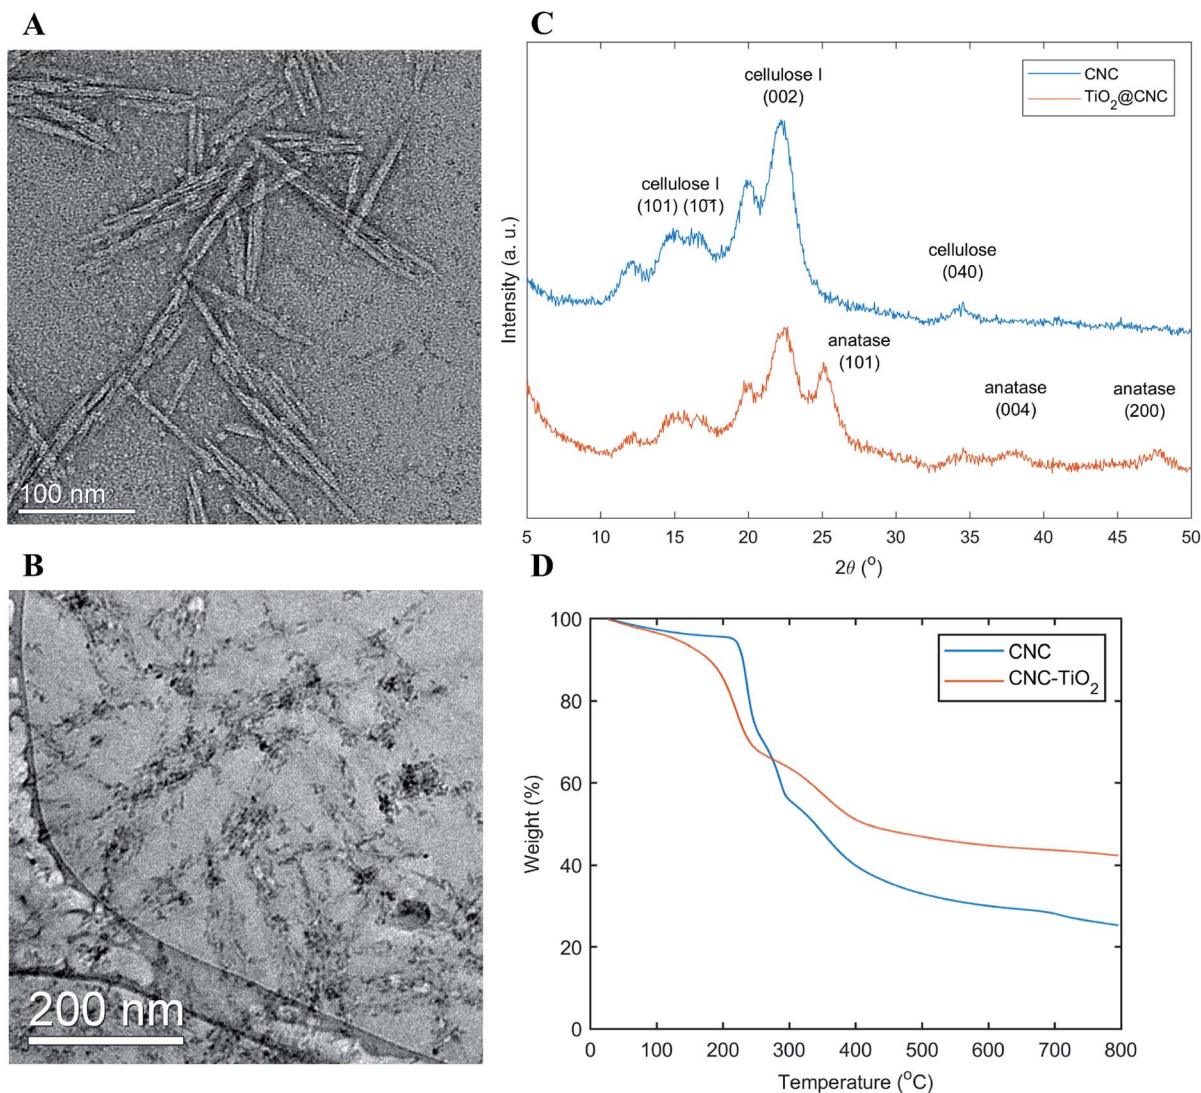 A
100 nm
B
200 nm
C
cellulose I
(002)
CNC
TiO2@CNC
cellulose I
(101) (10-1)
cellulose
(040)
anatase
(101)
anatase
(004)
anatase
(200)
Intensity (a. u.)
5 10 15 20 25 30 35 40 45 50
2θ (°)
D
100
80
60
40
20
0
CNC
CNC-TiO2
Weight (%)
0 100 200 300 400 500 600 700 800
Temperature (°C)